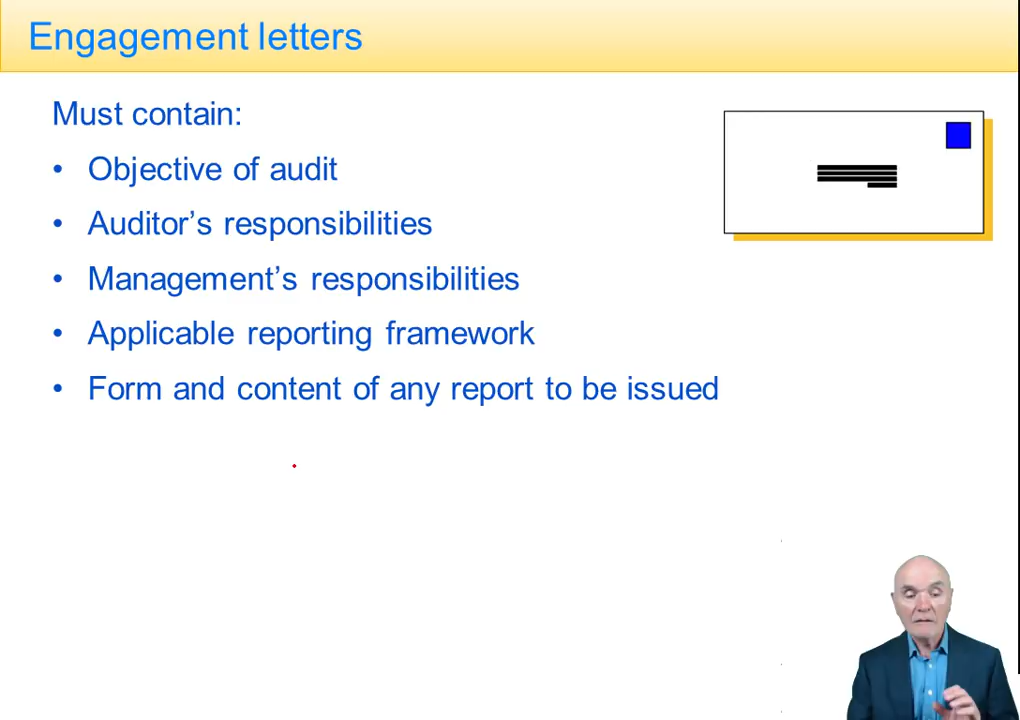 Engagement letters
Must contain:
• Objective of audit
• Auditor’s responsibilities
• Management’s responsibilities
• Applicable reporting framework
• Form and content of any report to be issued